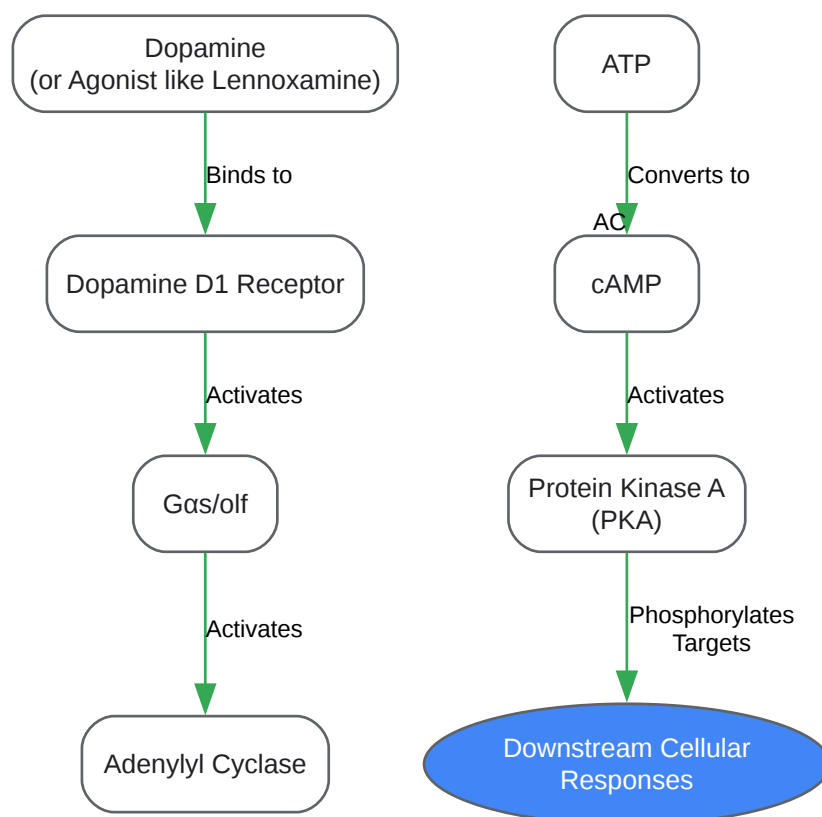 Dopamine
(or Agonist like Lennoxamine)
Binds to
Dopamine D1 Receptor
Activates
Gαs/olf
Activates
Adenylyl Cyclase
ATP
Converts to
AC
cAMP
Activates
Protein Kinase A
(PKA)
Phosphorylates
Targets
Downstream Cellular
Responses